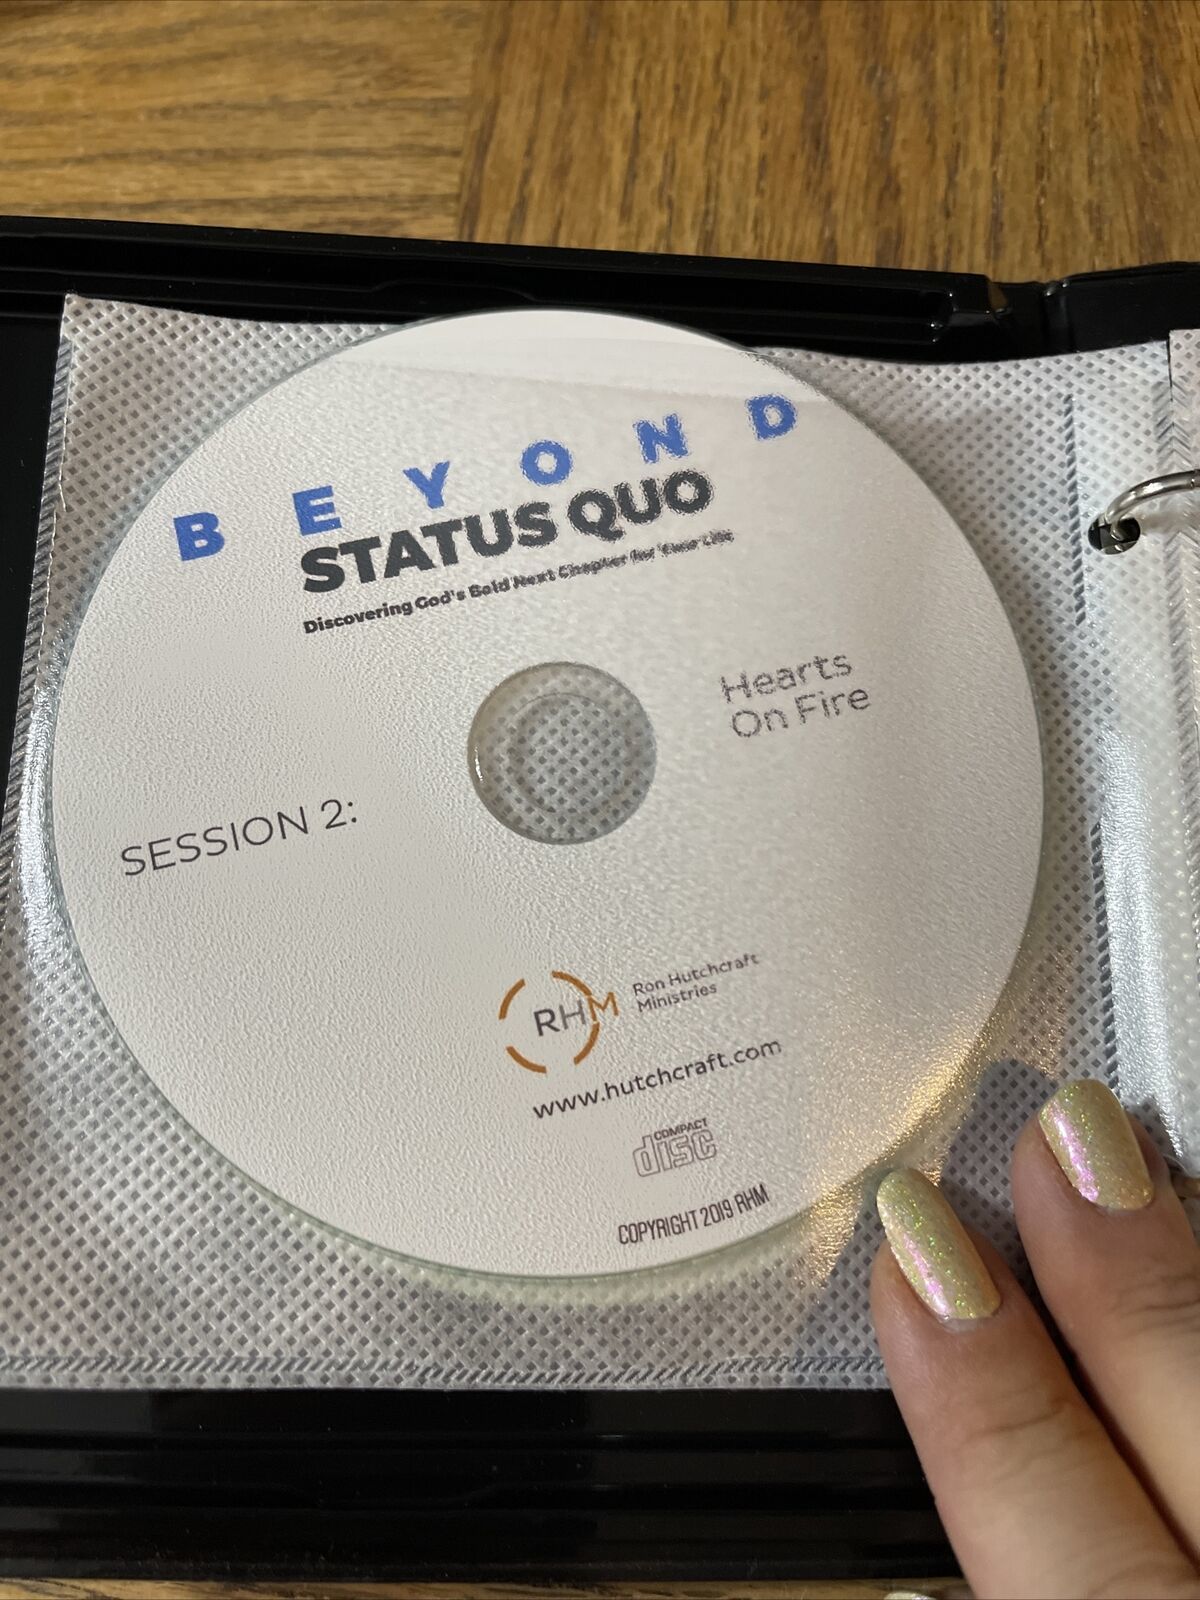 BEYOND
STATUS QUO
Discovering God's Bold Next Chapter for Your Life
Hearts
On Fire
SESSION 2:
RHM
Ron Hutchcraft
Ministries
www.hutchcraft.com
COMPACT
disc
COPYRIGHT 2019 RHM